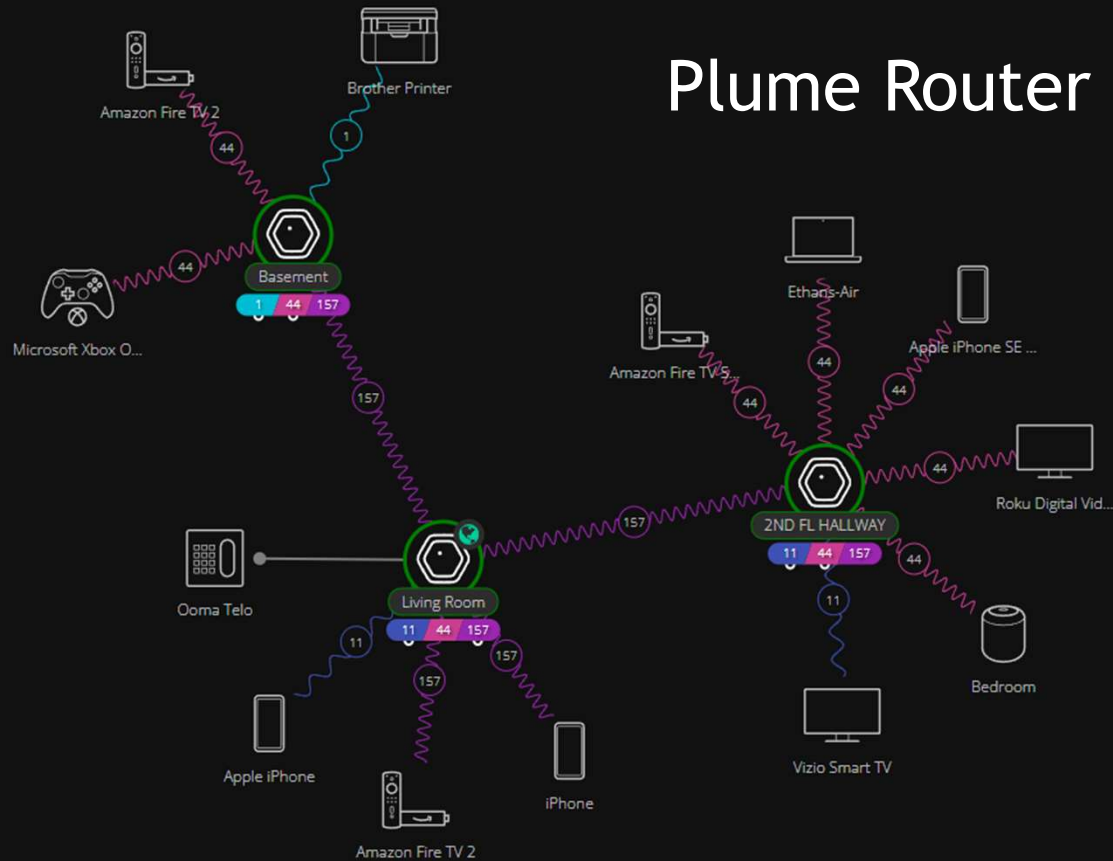 Plume Router
Brother Printer
Amazon Fire TV 2
1
44
44
Basement
1 44 157
Microsoft Xbox O...
Ethans-Air
Apple iPhone SE ...
Amazon Fire TV S...
44
44
44
157
44
Roku Digital Vid...
157
2ND FL HALLWAY
11 44 157
44
Ooma Telo
Living Room
11 44 157
11
11
157
157
Bedroom
Vizio Smart TV
Apple iPhone
iPhone
Amazon Fire TV 2